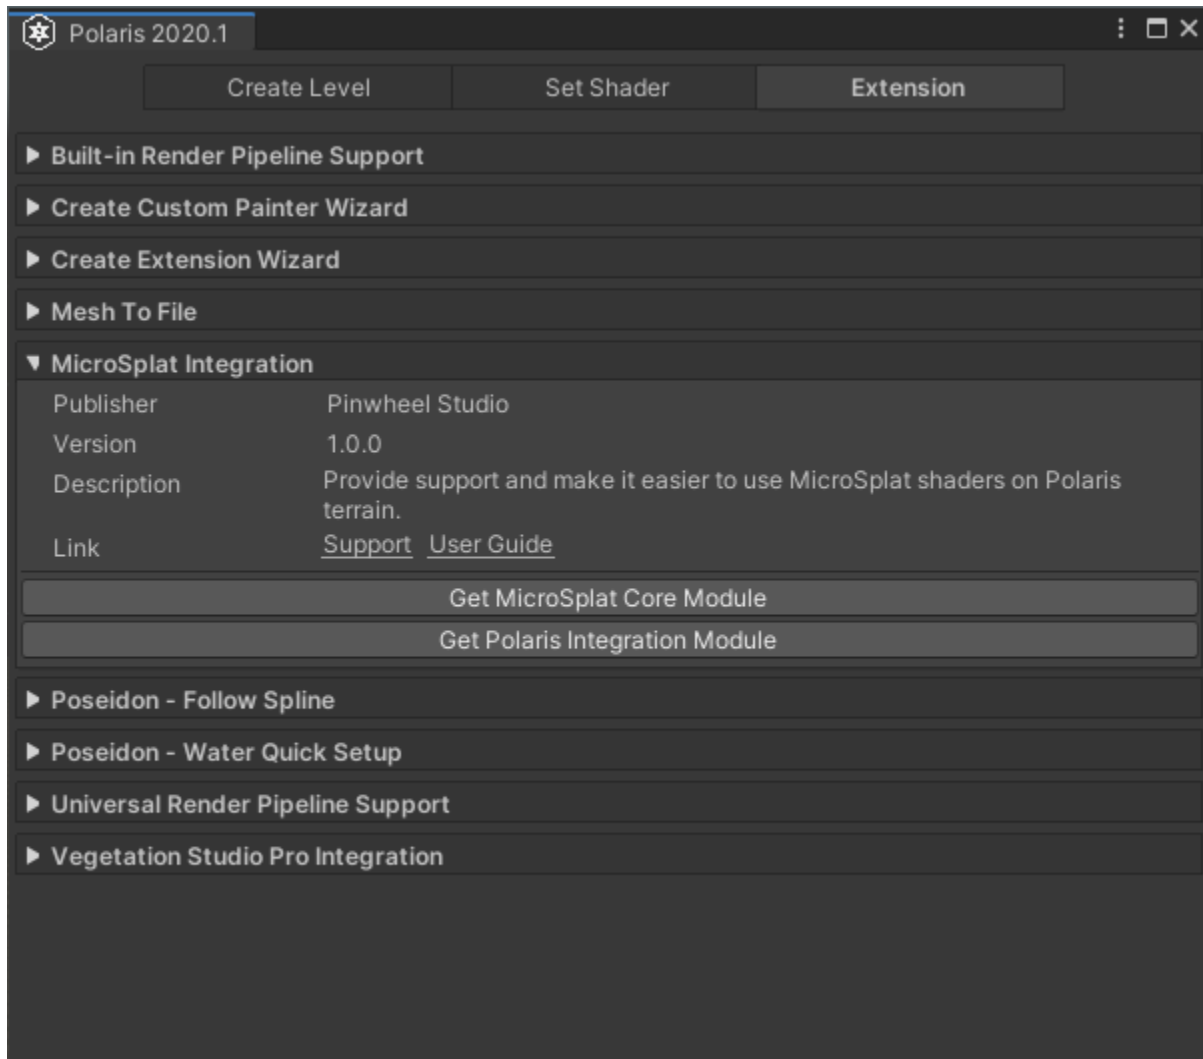 Polaris 2020.1
Create Level Set Shader Extension
Built-in Render Pipeline Support
Create Custom Painter Wizard
Create Extension Wizard
Mesh To File
MicroSplat Integration
Publisher Pinwheel Studio
Version 1.0.0
Description Provide support and make it easier to use MicroSplat shaders on Polaris
terrain.
Link Support User Guide
Get MicroSplat Core Module
Get Polaris Integration Module
Poseidon - Follow Spline
Poseidon - Water Quick Setup
Universal Render Pipeline Support
Vegetation Studio Pro Integration